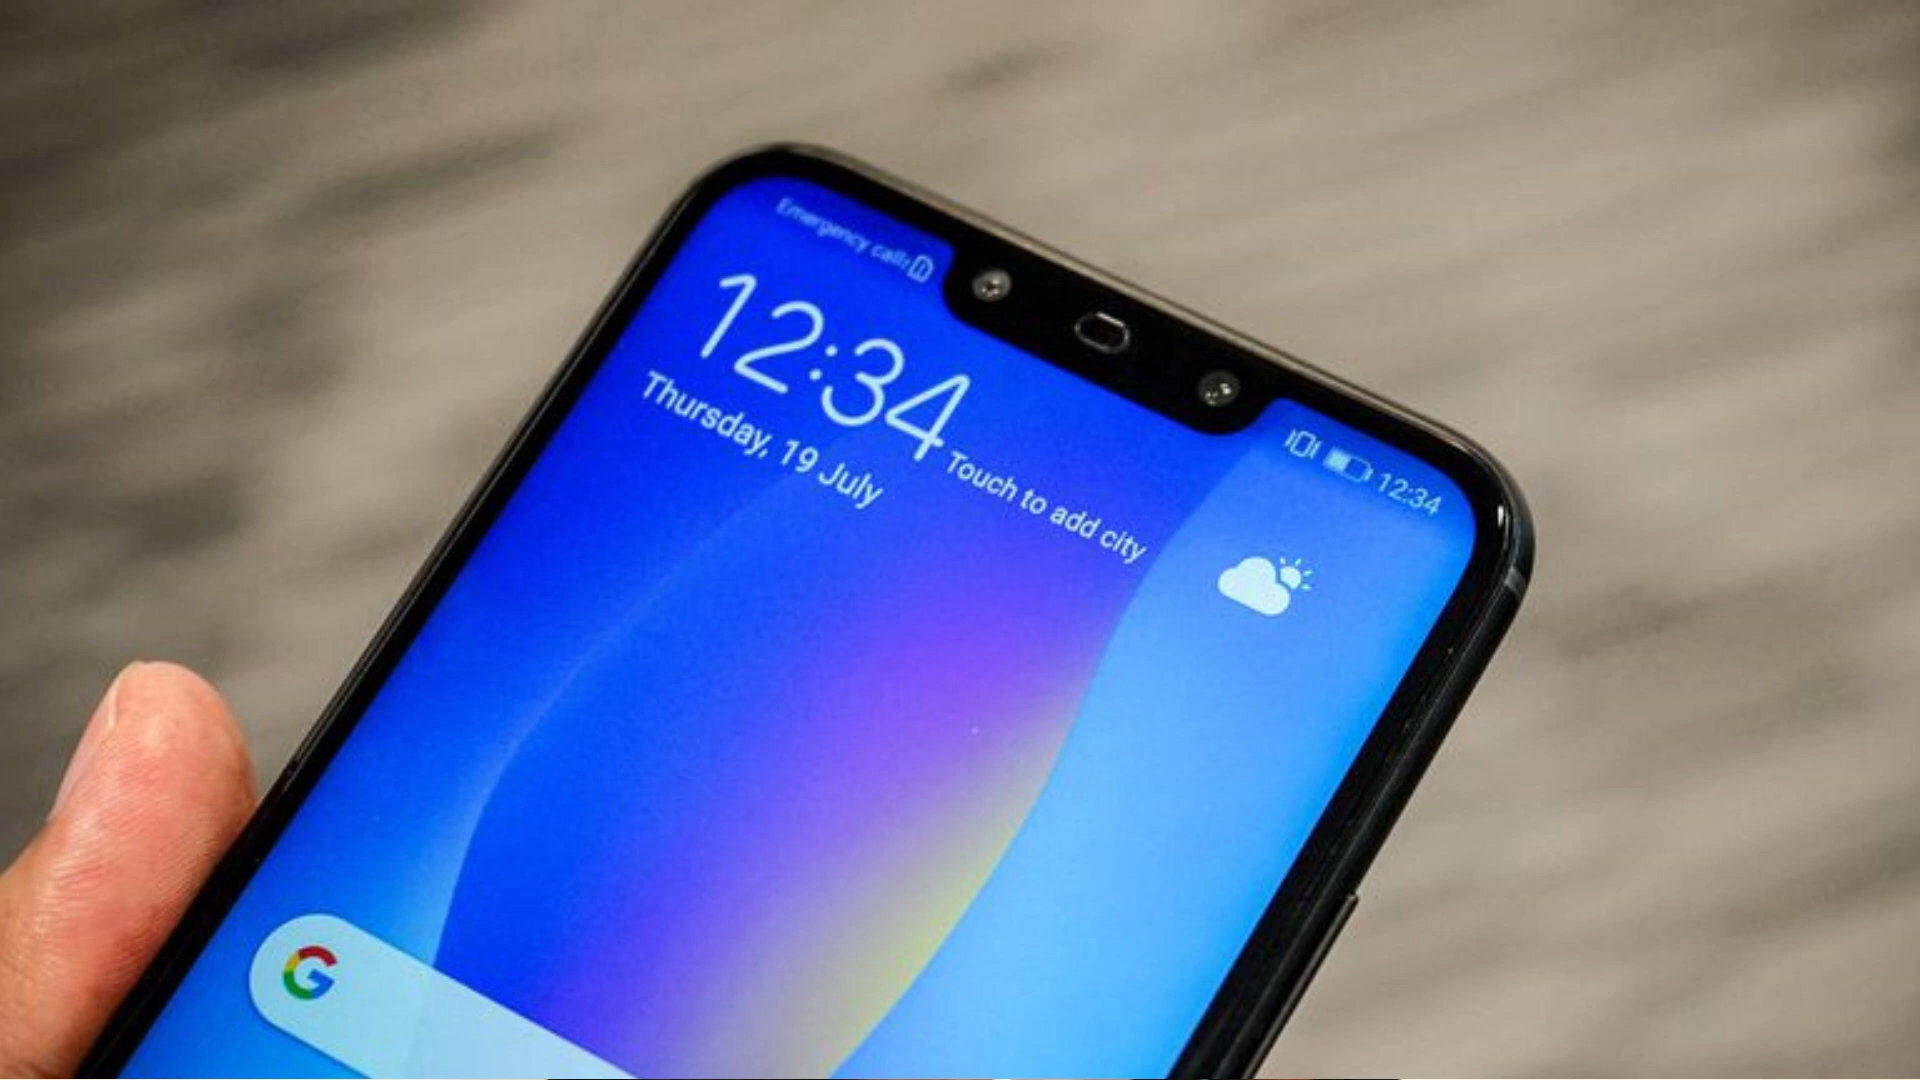 Emergency calls
12:34
12:34
Thursday, 19 July
Touch to add city
G